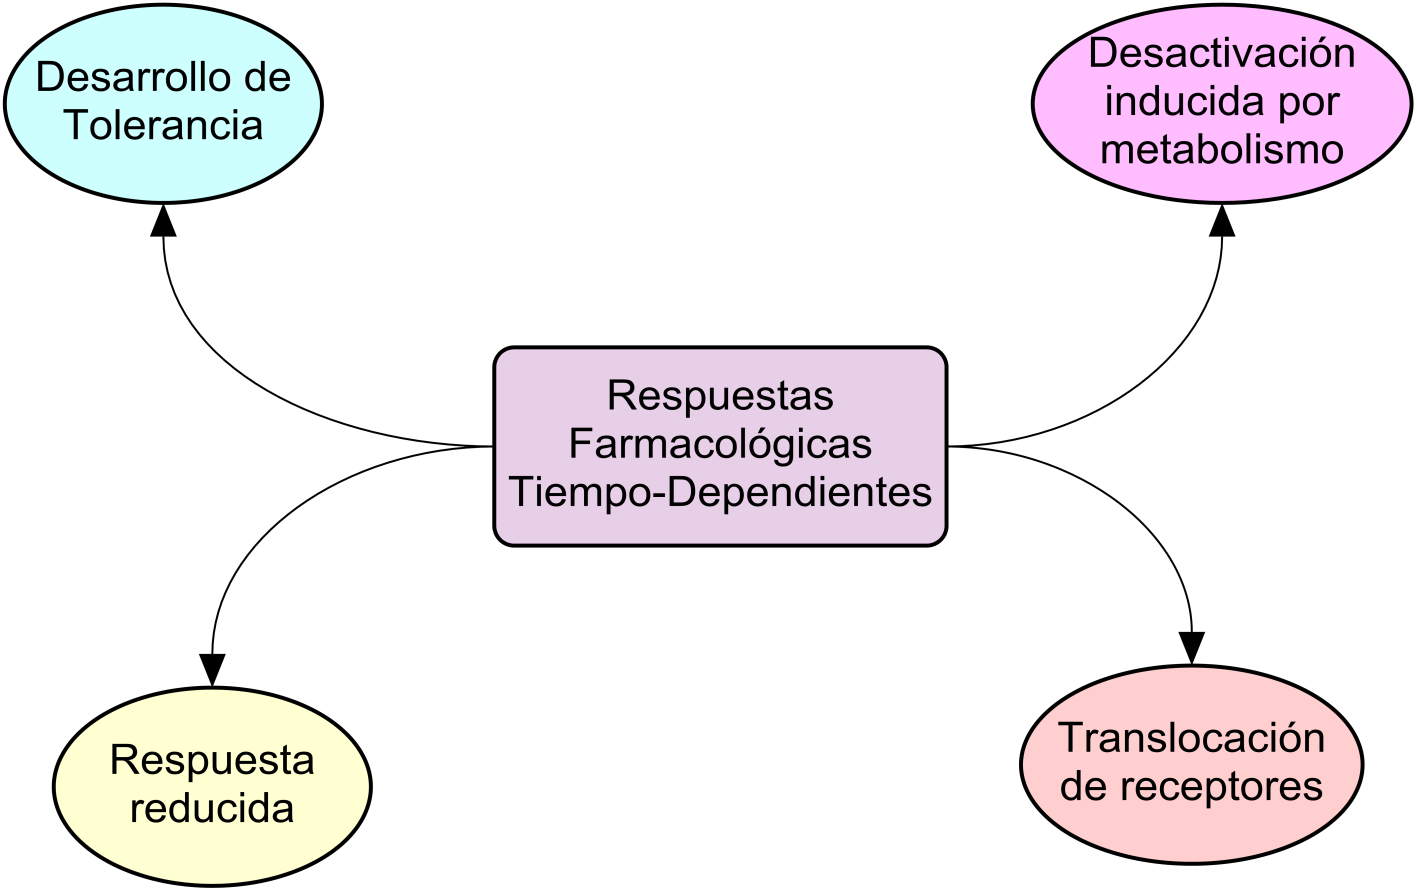 Desarrollo de
Tolerancia
Desactivación
inducida por
metabolismo
Respuestas
Farmacológicas
Tiempo-Dependientes
Respuesta
reducida
Translocación
de receptores